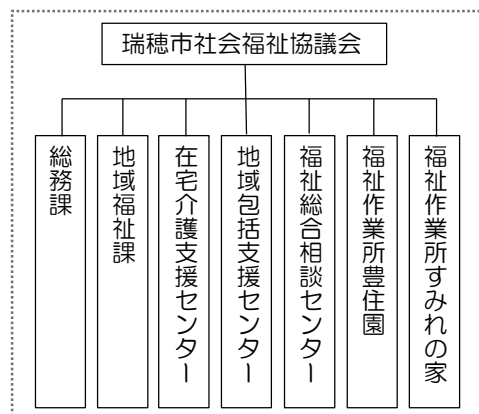 瑞穂市社会福祉協議会
総務課
地域福祉課
在宅介護支援センター
地域包括支援センター
福祉総合相談センター
福祉作業所豊住園
福祉作業所すみれの家